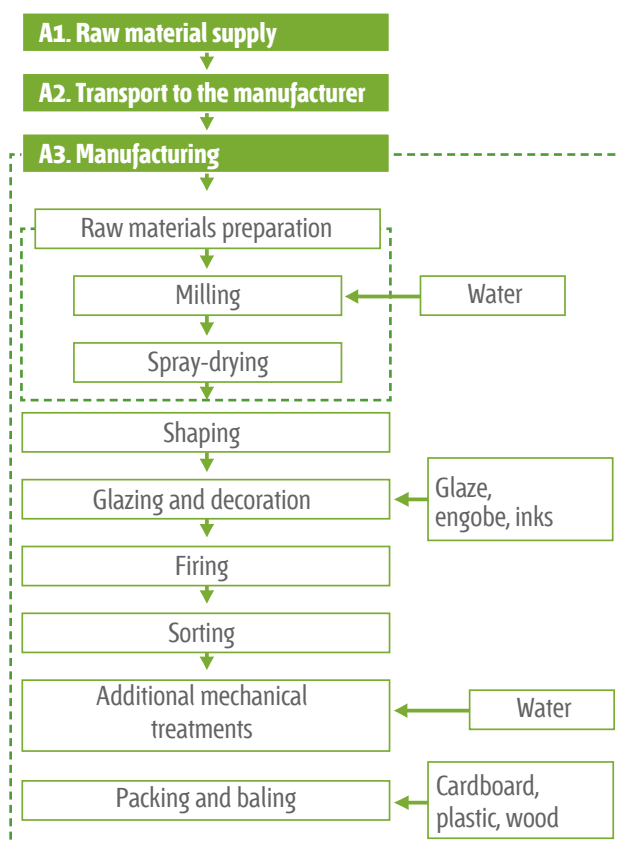 A1. Raw material supply
A2. Transport to the manufacturer
A3. Manufacturing
Raw materials preparation
Milling
Water
Spray-drying
Shaping
Glazing and decoration
Glaze,
engobe, inks
Firing
Sorting
Additional mechanical
treatments
Water
Packing and baling
Cardboard,
plastic, wood